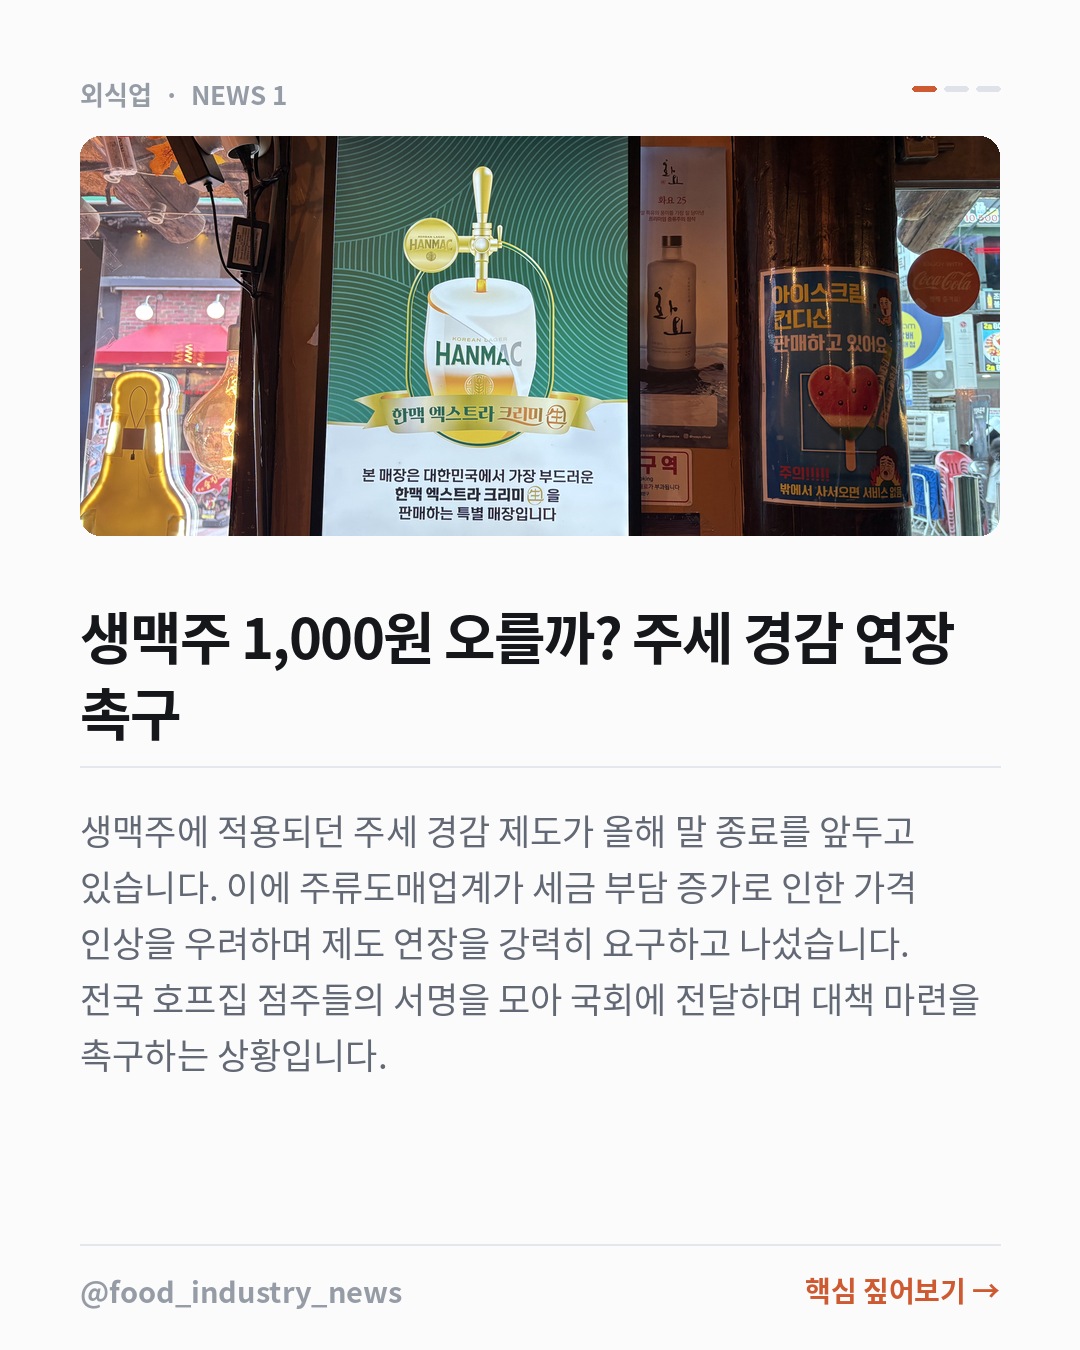 외식업 · NEWS 1
KOREAN LAGER
HANMAC
KOREAN LAGER
HANMAC
한맥 엑스트라 크리미 生
본 매장은 대한민국에서 가장 부드러운
한맥 엑스트라 크리미 生 을
판매하는 특별 매장입니다
화요
화요 25
화요
구역
아이스크림
컨디션
판매하고 있어요
주의!!!!!
밖에서 사서오면 서비스 없음
Coca-Cola
생맥주 1,000원 오를까? 주세 경감 연장
촉구
생맥주에 적용되던 주세 경감 제도가 올해 말 종료를 앞두고
있습니다. 이에 주류도매업계가 세금 부담 증가로 인한 가격
인상을 우려하며 제도 연장을 강력히 요구하고 나섰습니다.
전국 호프집 점주들의 서명을 모아 국회에 전달하며 대책 마련을
촉구하는 상황입니다.
@food_industry_news
핵심 짚어보기 →